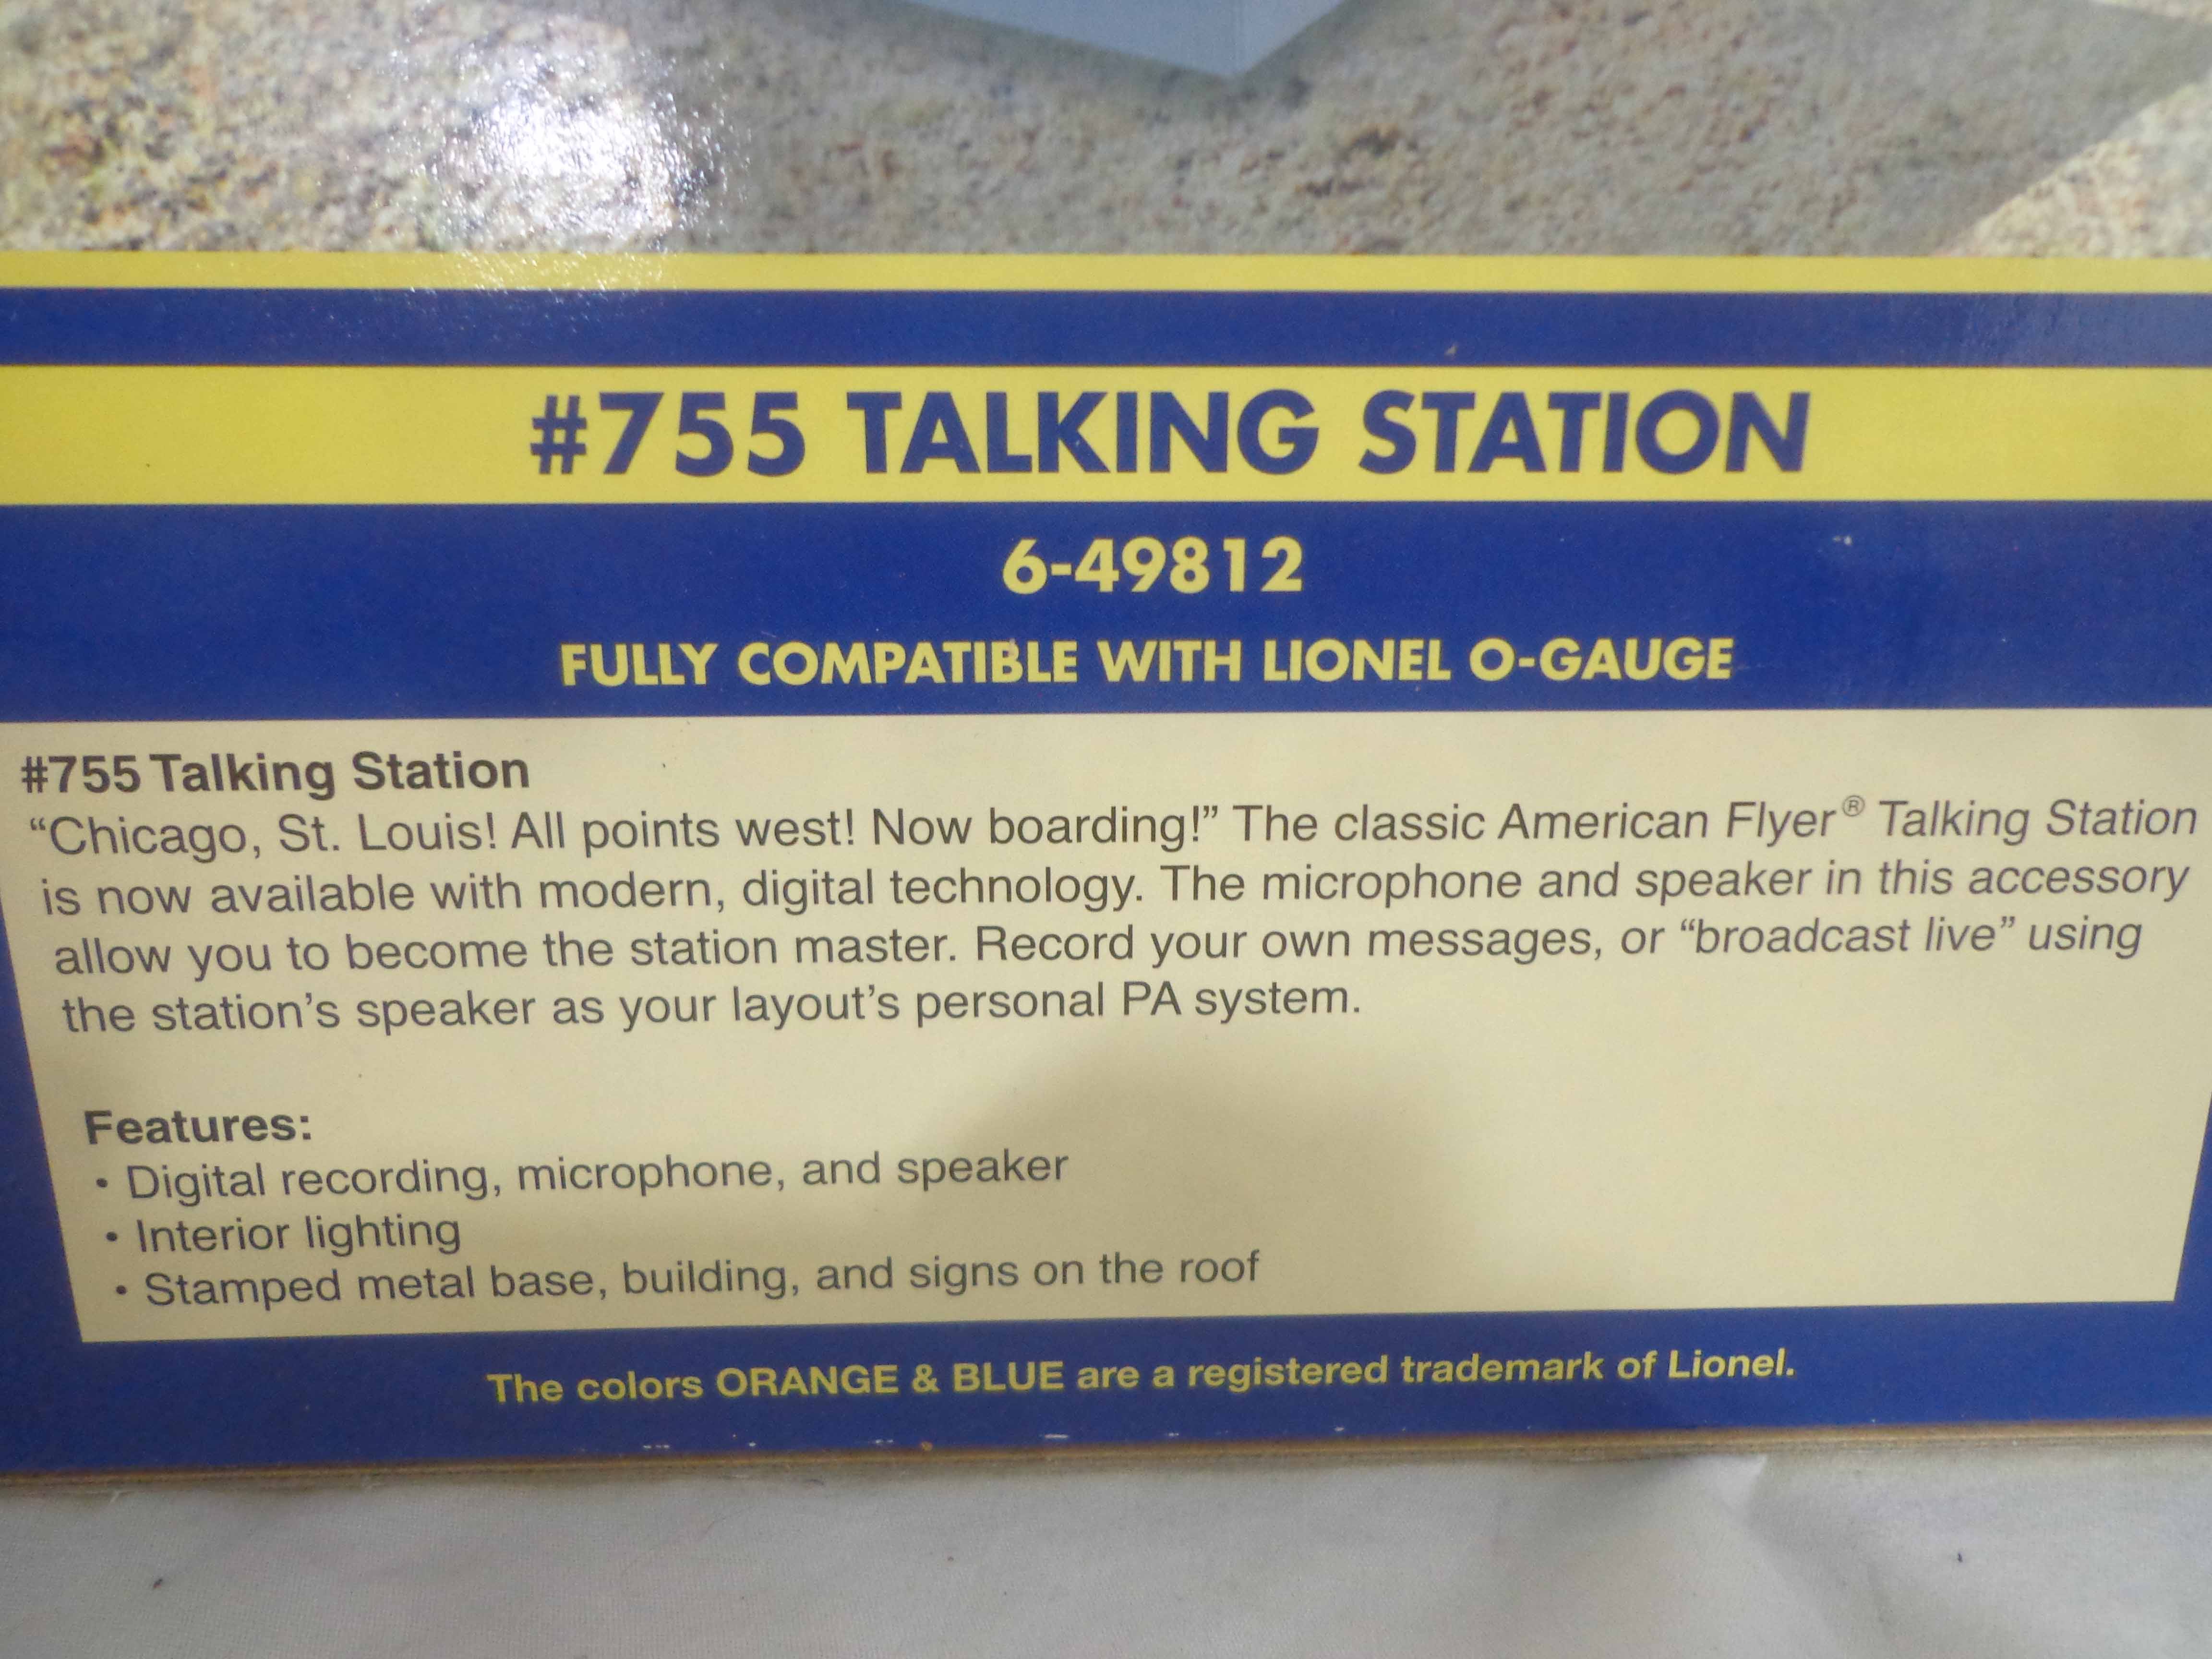 #755 TALKING STATION
6-49812
FULLY COMPATIBLE WITH LIONEL O-GAUGE
#755 Talking Station
“Chicago, St. Louis! All points west! Now boarding!” The classic American Flyer® Talking Station
is now available with modern, digital technology. The microphone and speaker in this accessory
allow you to become the station master. Record your own messages, or “broadcast live” using
the station’s speaker as your layout’s personal PA system.
Features:
• Digital recording, microphone, and speaker
• Interior lighting
• Stamped metal base, building, and signs on the roof
The colors ORANGE & BLUE are a registered trademark of Lionel.